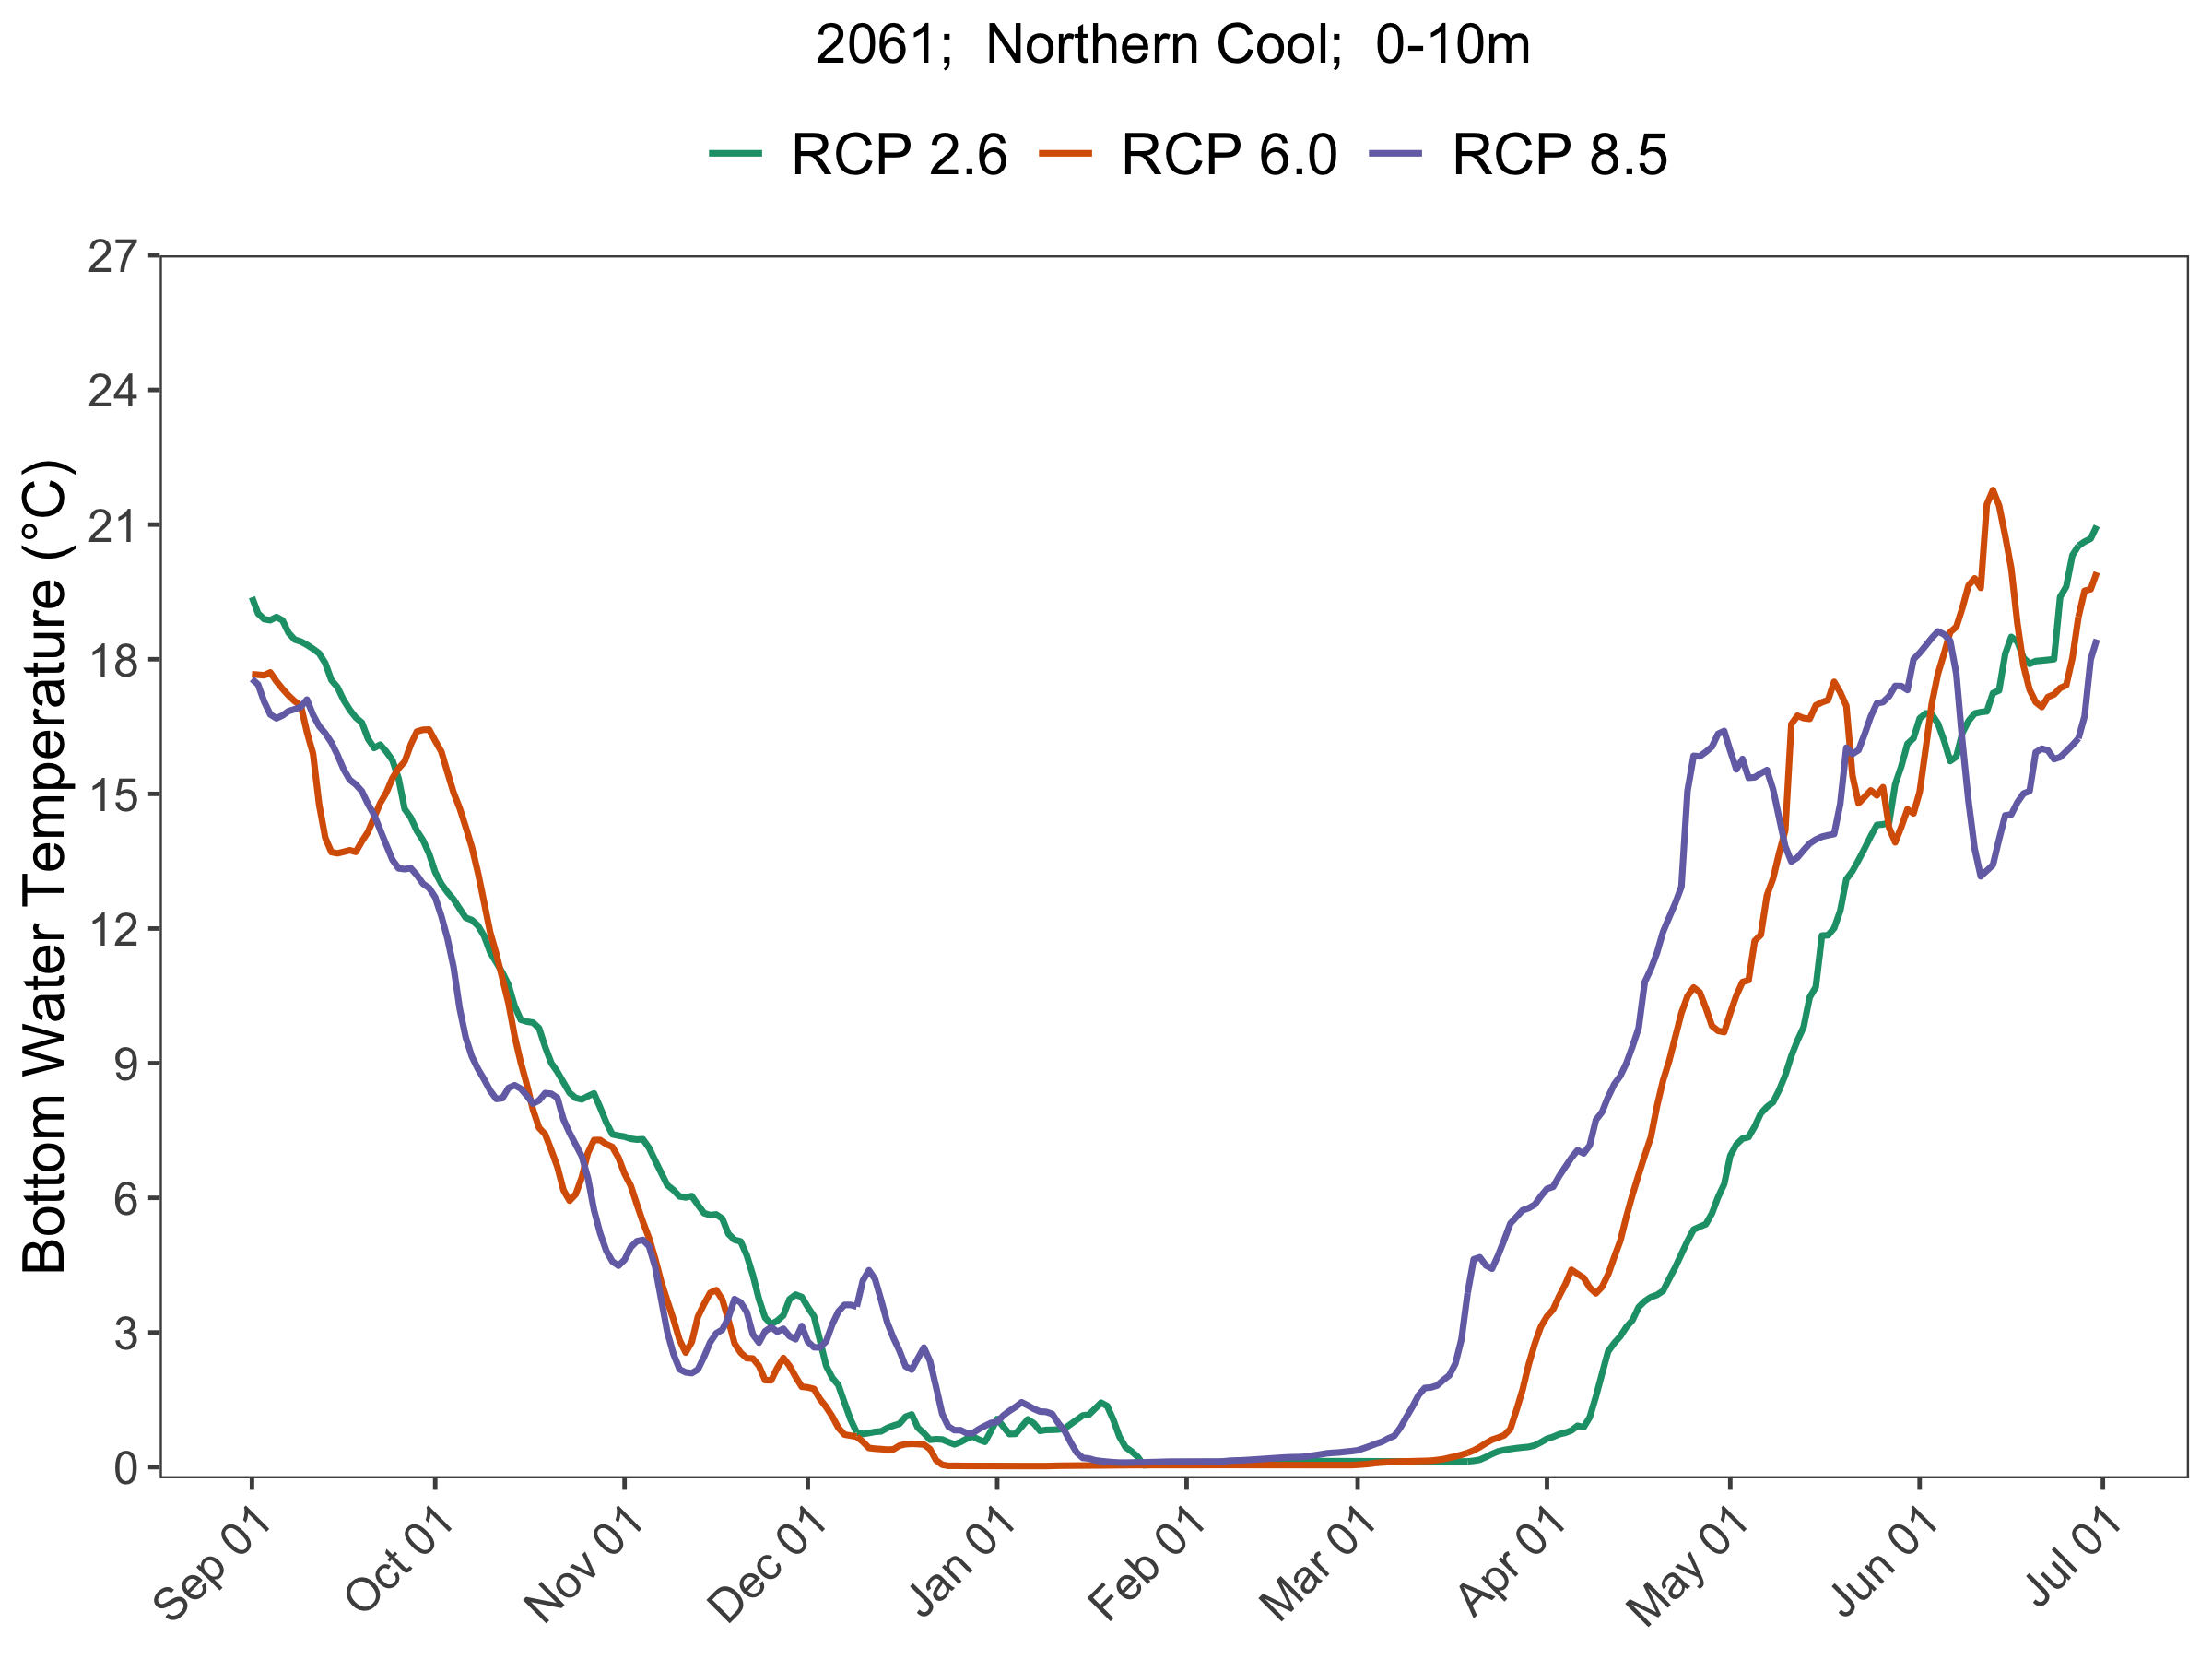 2061;  Northern Cool;  0-10m
RCP 2.6 RCP 6.0 RCP 8.5
Bottom Water Temperature (°C)
27
24
21
18
15
12
9
6
3
0
Sep 01 Oct 01 Nov 01 Dec 01 Jan 01 Feb 01 Mar 01 Apr 01 May 01 Jun 01 Jul 01